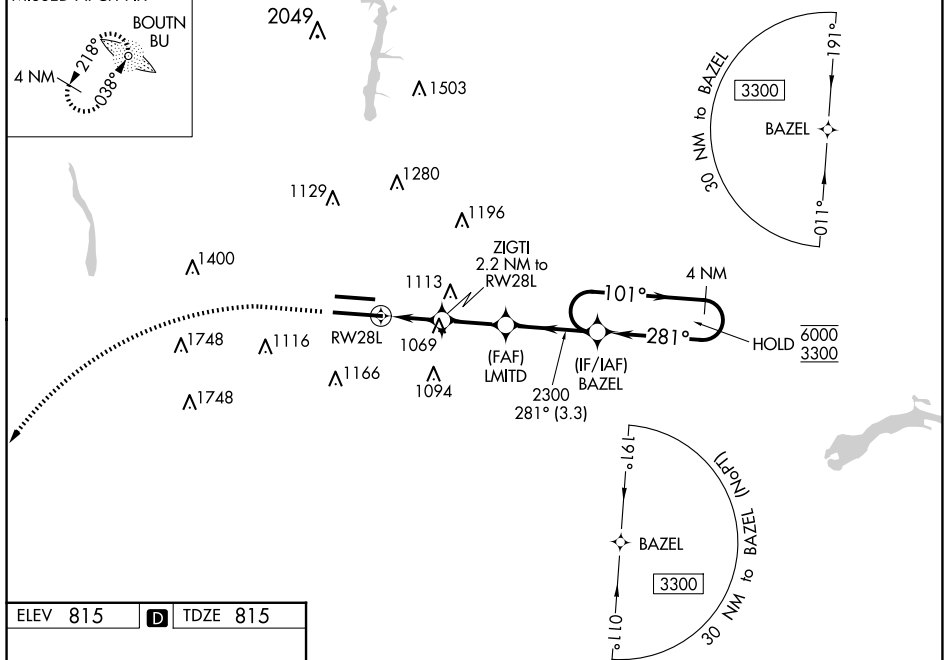 BOUTN
BU
218°
038°
4 NM
2049
1503
1280
1129
1196
1400
1113
ZIGTI
2.2 NM to
RW28L
1748
1116
RW28L
1069
1166
1094
1748
(FAF)
LMITD
(IF/IAF)
BAZEL
2300
281° (3.3)
101°
281°
4 NM
HOLD
6000
3300
30 NM to BAZEL
3300
191°
BAZEL
011°
191°
BAZEL
3300
011°
30 NM to BAZEL (NoPT)
ELEV 815
D
TDZE 815